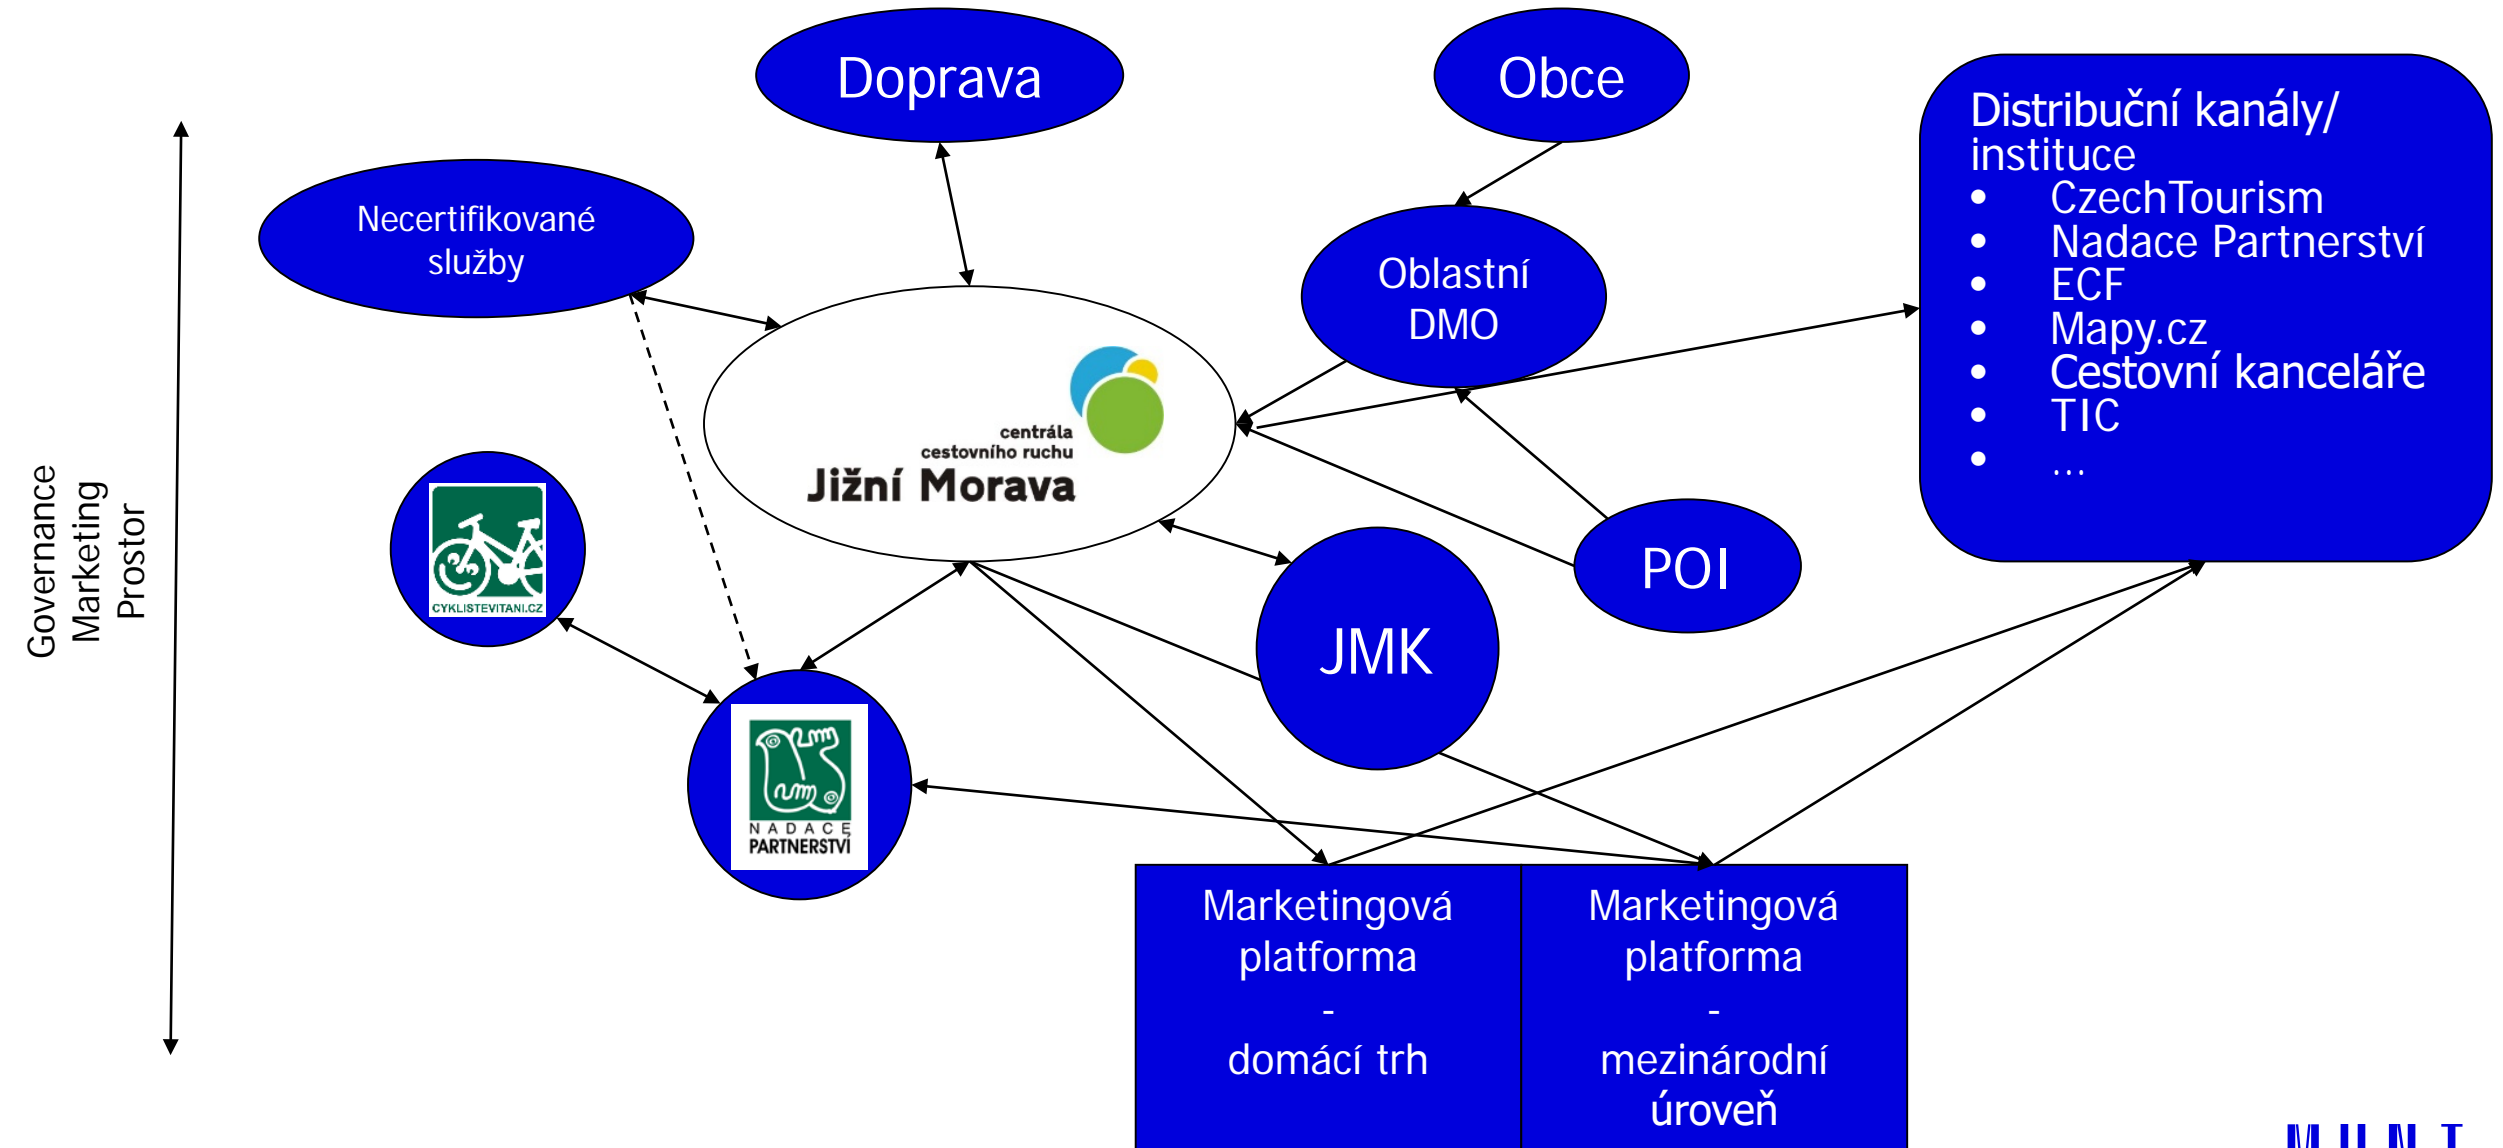 Doprava
Obce
Distribuční kanály/
instituce
• CzechTourism
• Nadace Partnerství
• ECF
• Mapy.cz
• Cestovní kanceláře
• TIC
• ...
Necertifikované
služby
Oblastní
DMO
centrála
cestovního ruchu
Jižní Morava
Governance
Marketing
Prostor
CYKLISTEVITANI.CZ
POI
JMK
NADACE
PARTNERSTVÍ
Marketingová
platforma
-
domácí trh
Marketingová
platforma
-
mezinárodní
úroveň
MUNI